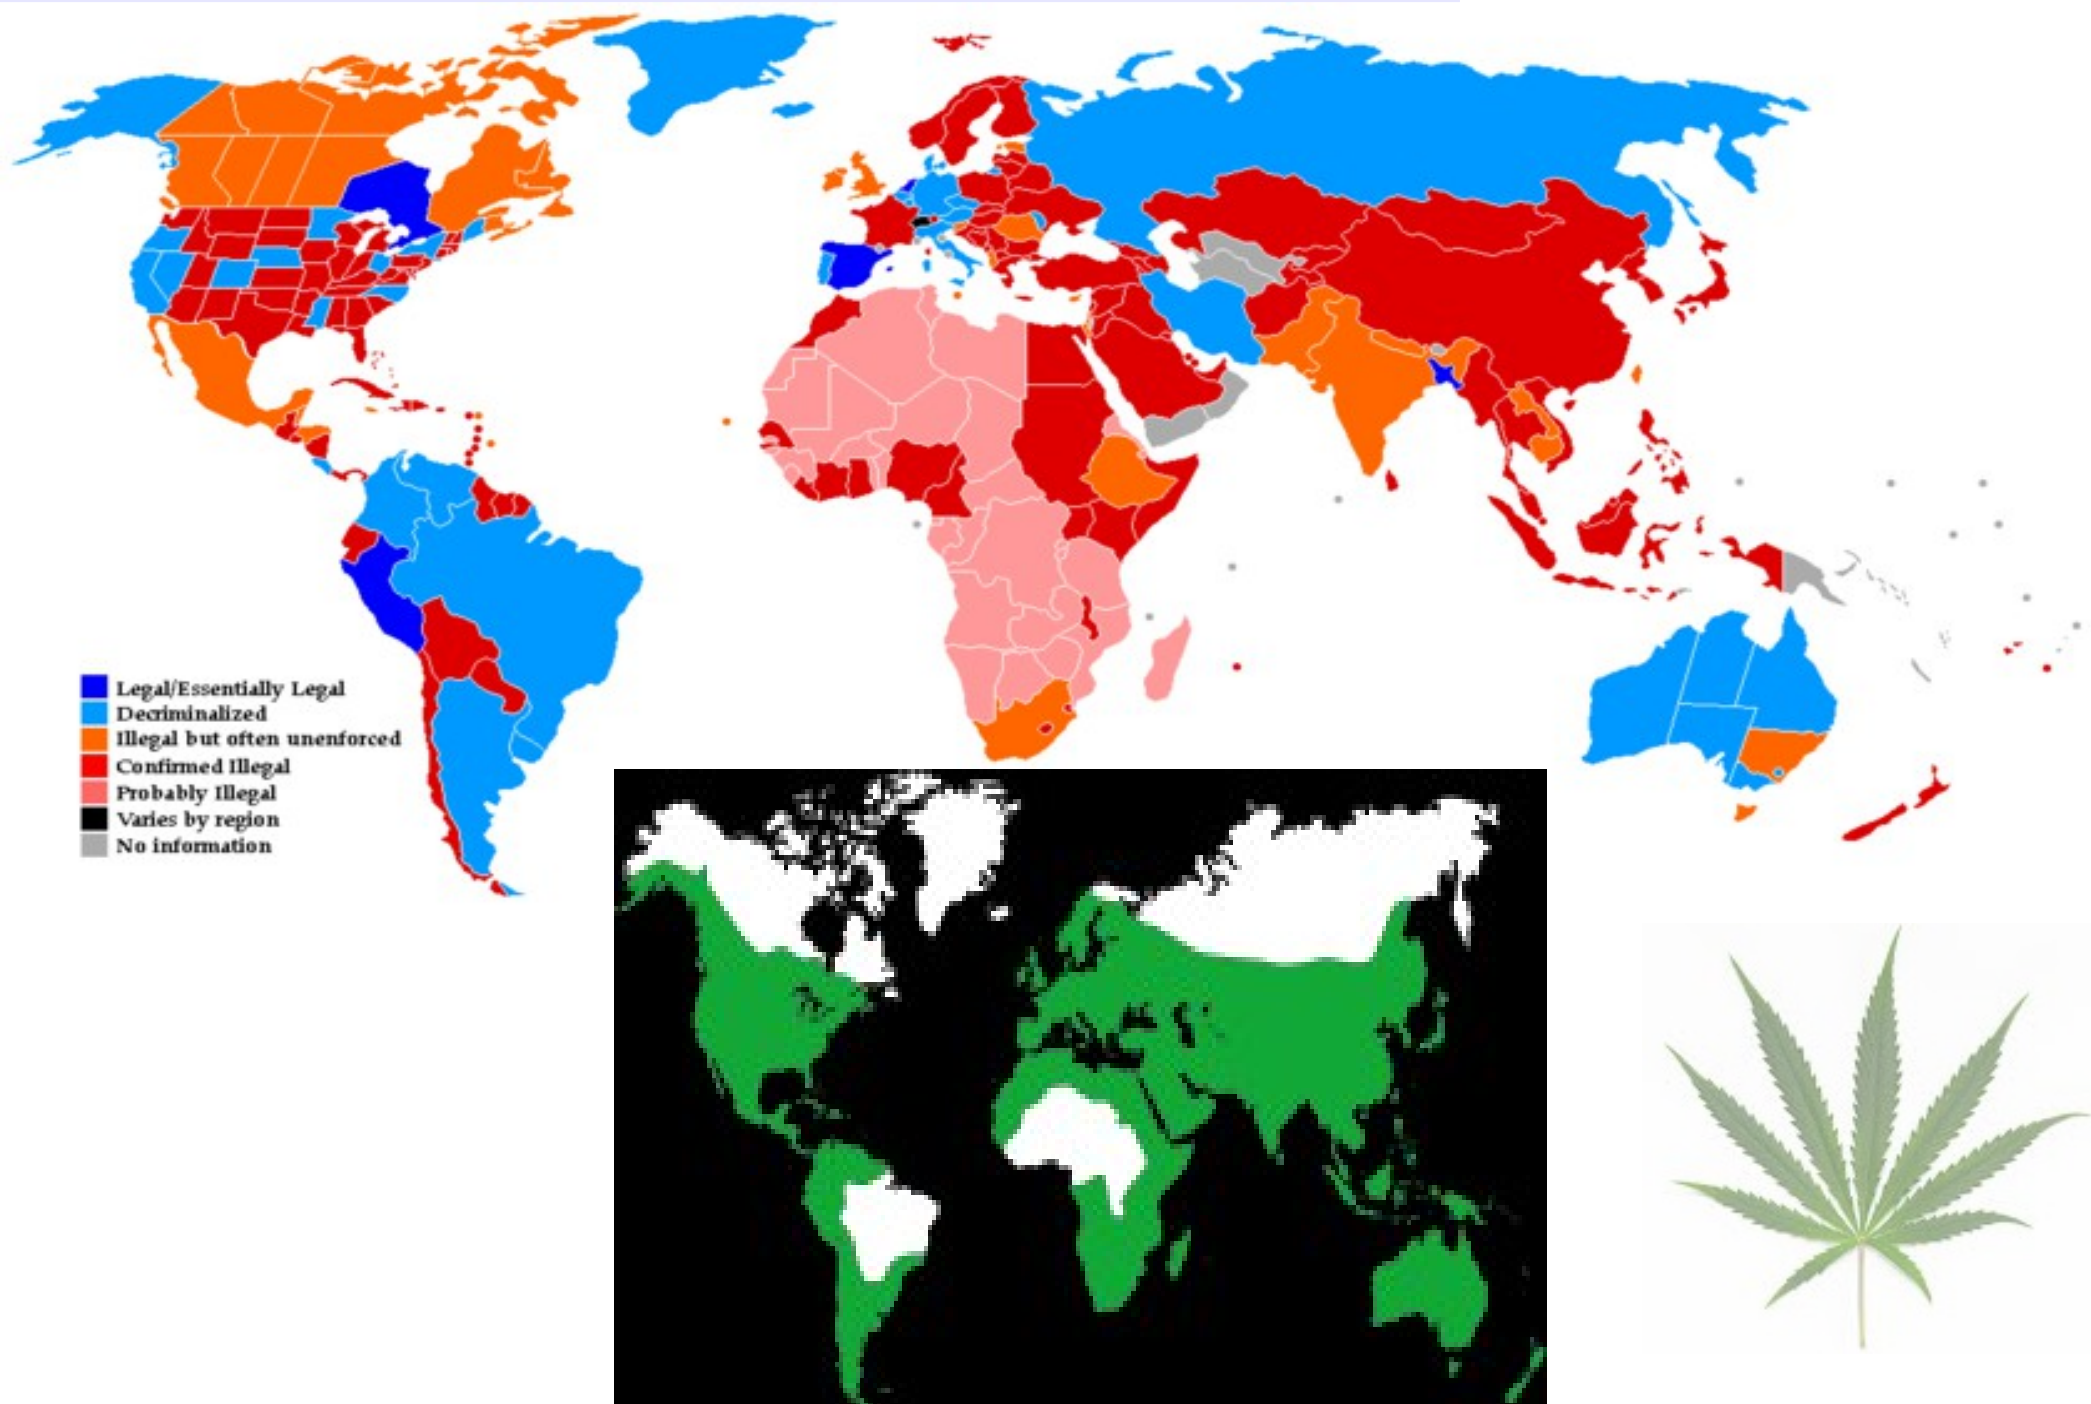 Legal/Essentially Legal
Decriminalized
Illegal but often unenforced
Confirmed Illegal
Probably Illegal
Varies by region
No information